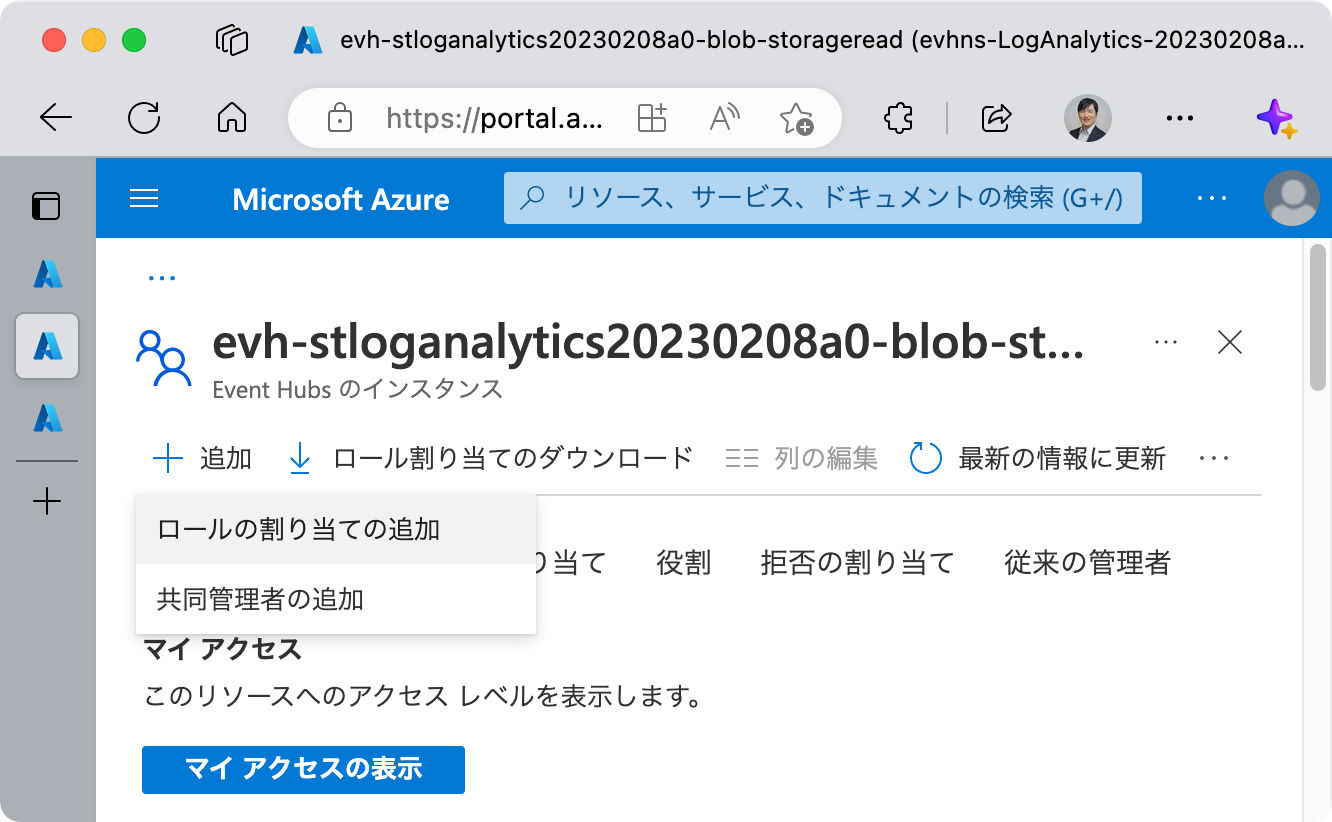 evh-stloganalytics20230208a0-blob-storageread (evhns-LogAnalytics-20230208a...
https://portal.a...
Microsoft Azure
リソース、サービス、ドキュメントの検索 (G+/)
evh-stloganalytics20230208a0-blob-st...
Event Hubs のインスタンス
追加 ロール割り当てのダウンロード 列の編集 最新の情報に更新
ロールの割り当ての追加
り当て 役割 拒否の割り当て 従来の管理者
共同管理者の追加
マイ アクセス
このリソースへのアクセス レベルを表示します。
マイ アクセスの表示